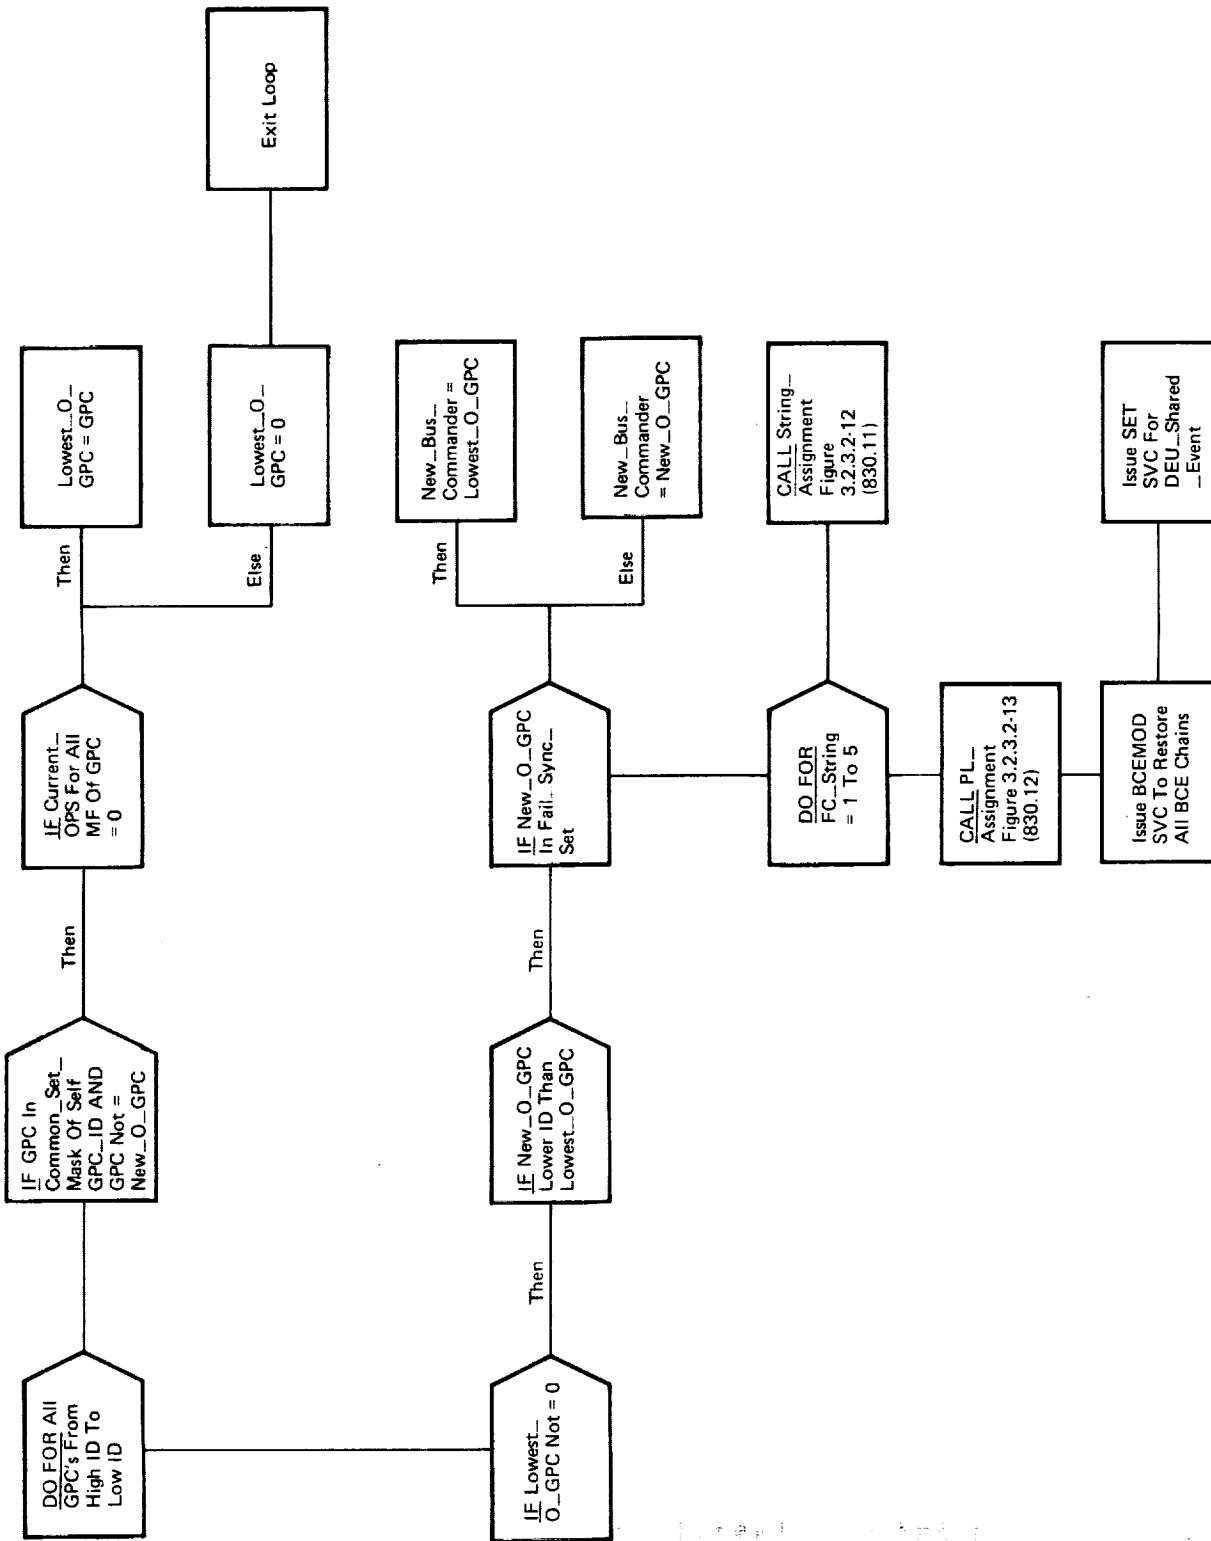 DO FOR All
GPC's From
High ID To
Low ID
IF GPC In
Common_Set_
Mask Of Self
GPC_ID AND
GPC Not =
New_O_GPC
Then
IF Current_
OPS For All
MF Of GPC
= 0
Then
Lowest_O_
GPC = GPC
Else
Lowest_O_
GPC = 0
Exit Loop
IF Lowest_
O_GPC Not = 0
Then
IF New_O_GPC
Lower ID Than
Lowest_O_GPC
Then
IF New_O_GPC
In Fail_Sync_
Set
Then
New_Bus_
Commander =
Lowest_O_GPC
Else
New_Bus_
Commander
= New_O_GPC
DO FOR
FC_String
= 1 To 5
CALL String_
Assignment
Figure
3.2.3.2-12
(830.11)
CALL PL_
Assignment
Figure 3.2.3.2-13
(830.12)
Issue BCEMOD
SVC To Restore
All BCE Chains
Issue SET
SVC For
DEU_Shared
_Event